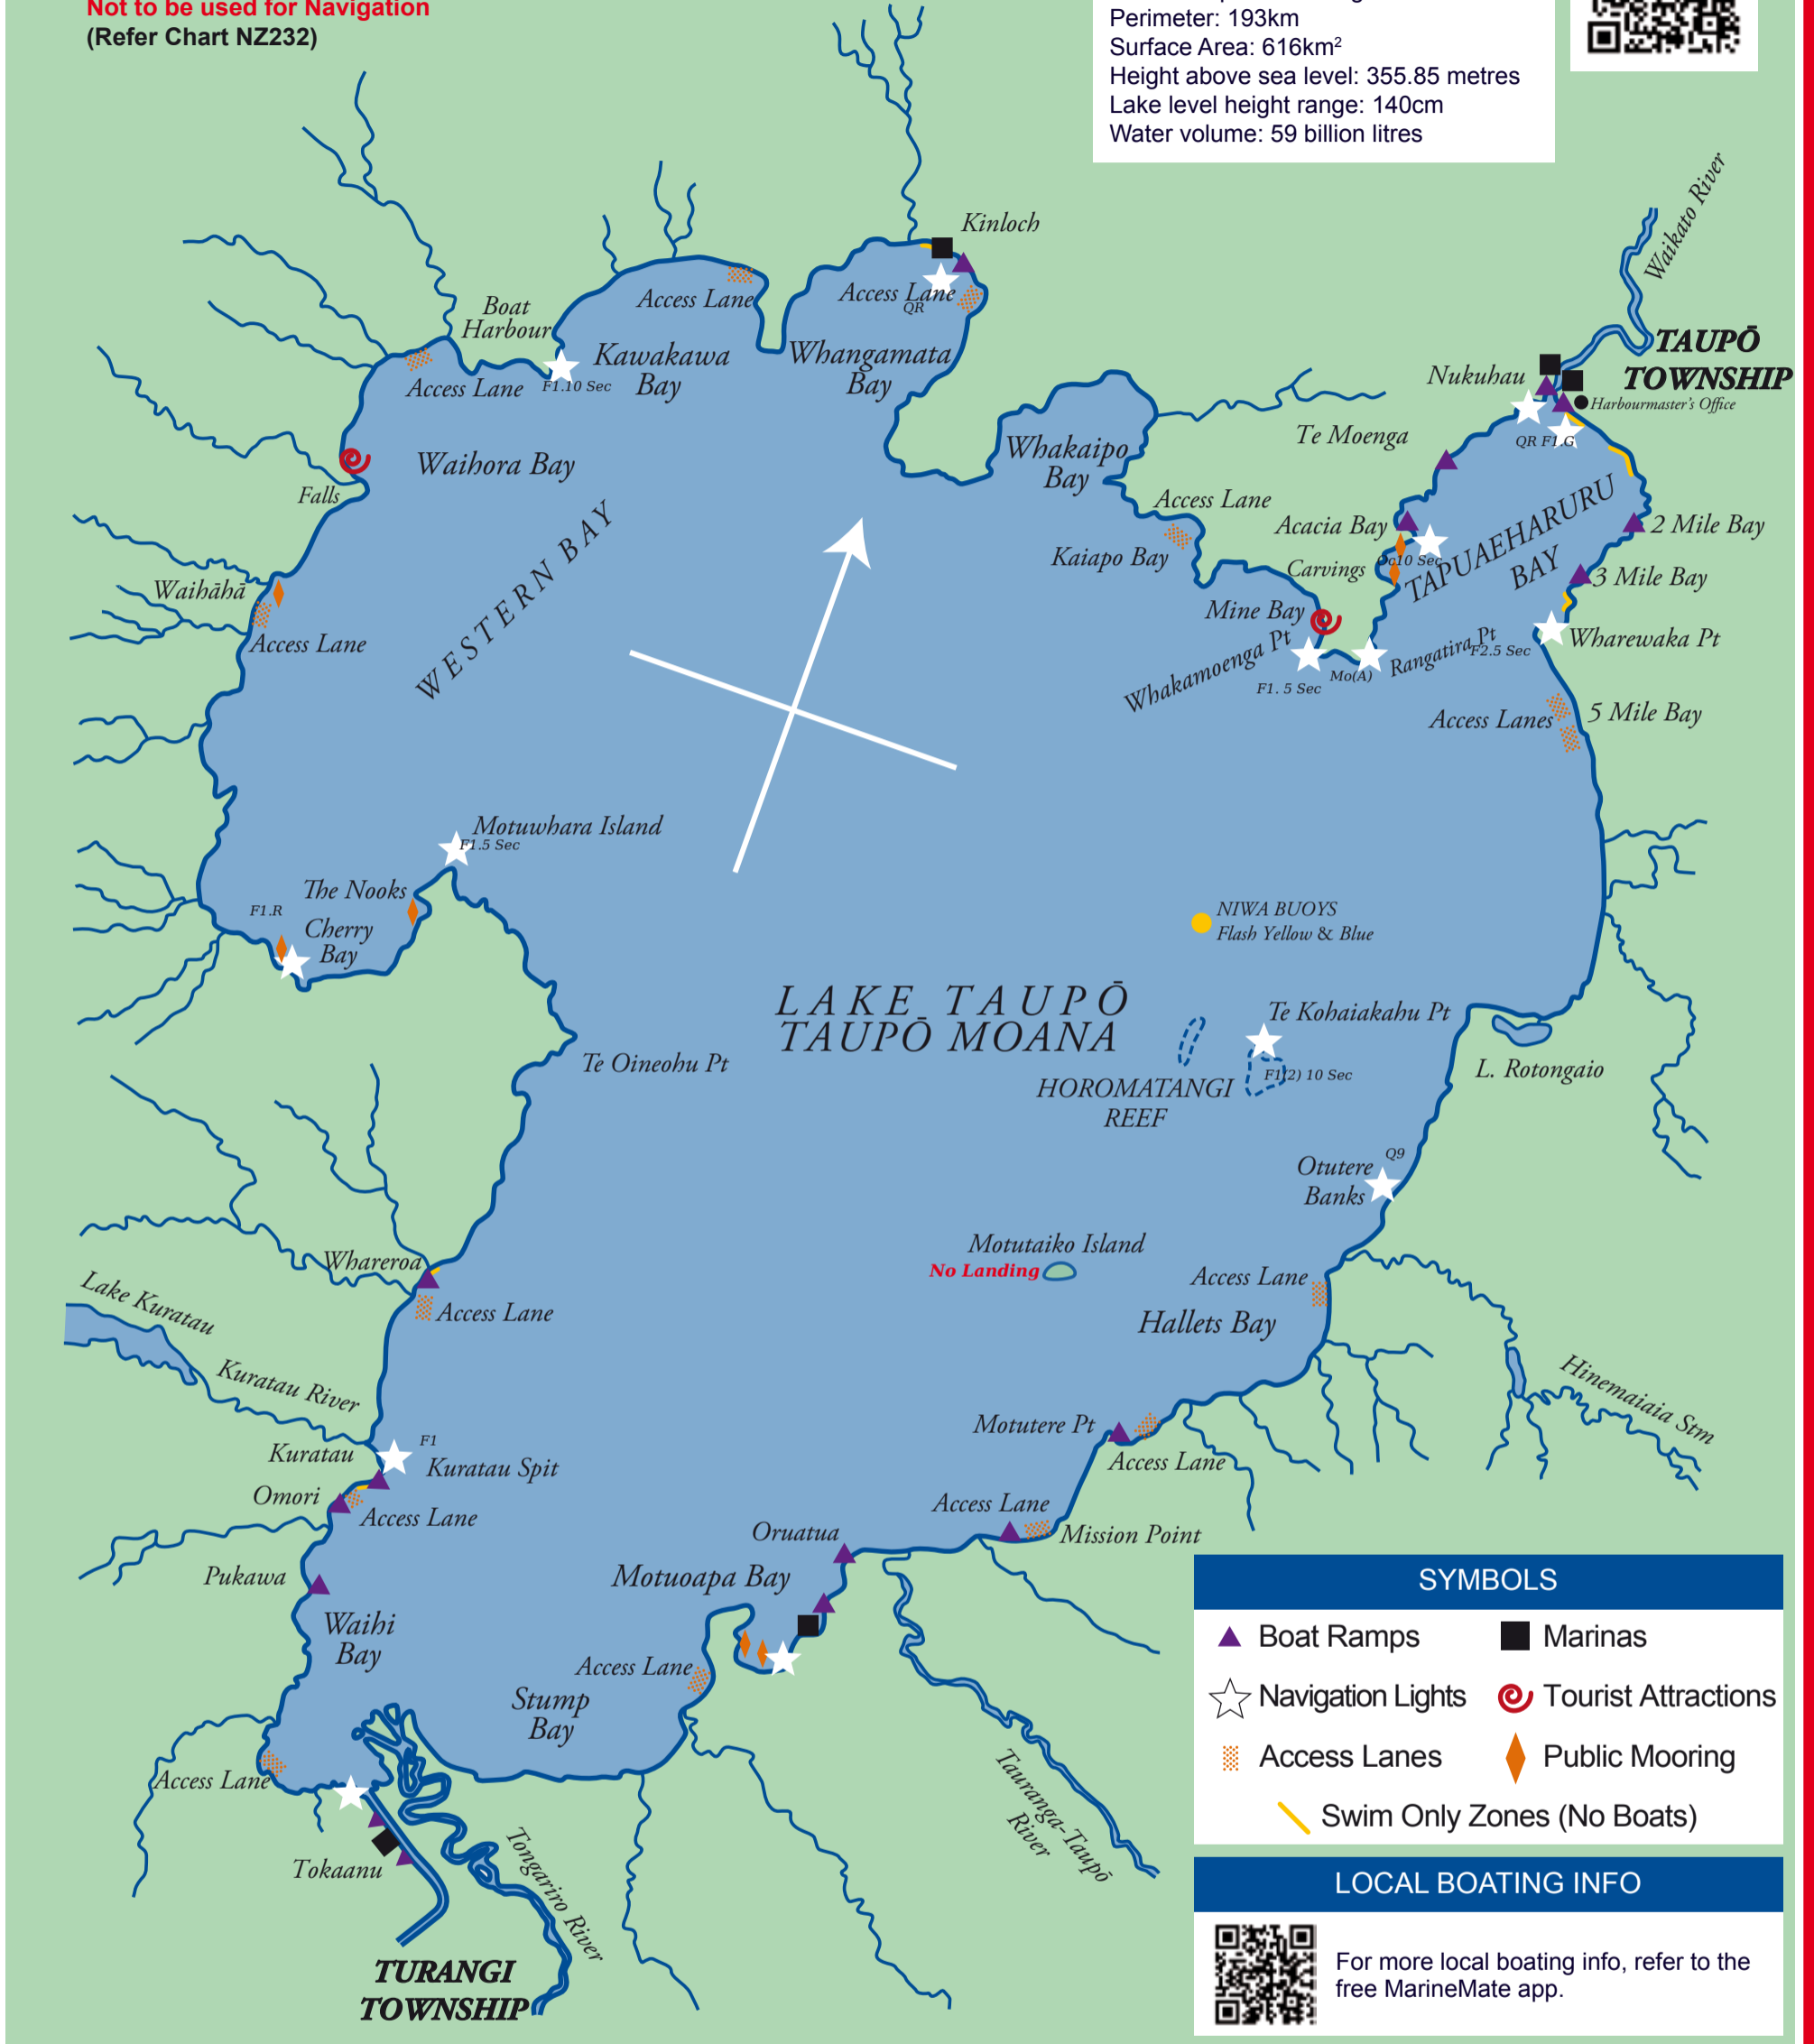 Not to be used for Navigation
(Refer Chart NZ232)
Perimeter: 193km
Surface Area: 616km²
Height above sea level: 355.85 metres
Lake level height range: 140cm
Water volume: 59 billion litres
Waikato River
Kinloch
Access Lane
QR
Boat
Harbour
Access Lane
Kawakawa
Bay
F1.10 Sec
Access Lane
Whangamata
Bay
TAUPŌ
TOWNSHIP
Nukuhau
Harbourmaster's Office
QR F1.G
Te Moenga
Whakaipo
Bay
Waihora Bay
Falls
Access Lane
Kaiapo Bay
Acacia Bay
Oc10 Sec
Carvings
TAPUAEHARURU
BAY
2 Mile Bay
3 Mile Bay
Waihāhā
Access Lane
WESTERN BAY
Mine Bay
Whakamoenga Pt
F1. 5 Sec
Mo(A)
Rangatira Pt
F2.5 Sec
Wharewaka Pt
Access Lanes
5 Mile Bay
Motuwhara Island
F1.5 Sec
The Nooks
F1.R
Cherry
Bay
NIWA BUOYS
Flash Yellow & Blue
LAKE TAUPŌ
TAUPŌ MOANA
Te Kohaiakahu Pt
F1(2) 10 Sec
HOROMATANGI
REEF
L. Rotongaio
Te Oineohu Pt
Q9
Otutere
Banks
Motutaiko Island
No Landing
Whareroa
Access Lane
Access Lane
Hallets Bay
Lake Kuratau
Kuratau River
Hinemaiaia Stm
Kuratau
F1
Kuratau Spit
Motutere Pt
Access Lane
Omori
Access Lane
Access Lane
Mission Point
Oruatua
Pukawa
Motuoapa Bay
Waihi
Bay
Access Lane
Stump
Bay
Access Lane
Tauranga-Taupō
River
Tokaanu
Tongariro River
TURANGI
TOWNSHIP
SYMBOLS
Boat Ramps
Marinas
Navigation Lights
Tourist Attractions
Access Lanes
Public Mooring
Swim Only Zones (No Boats)
LOCAL BOATING INFO
For more local boating info, refer to the
free MarineMate app.